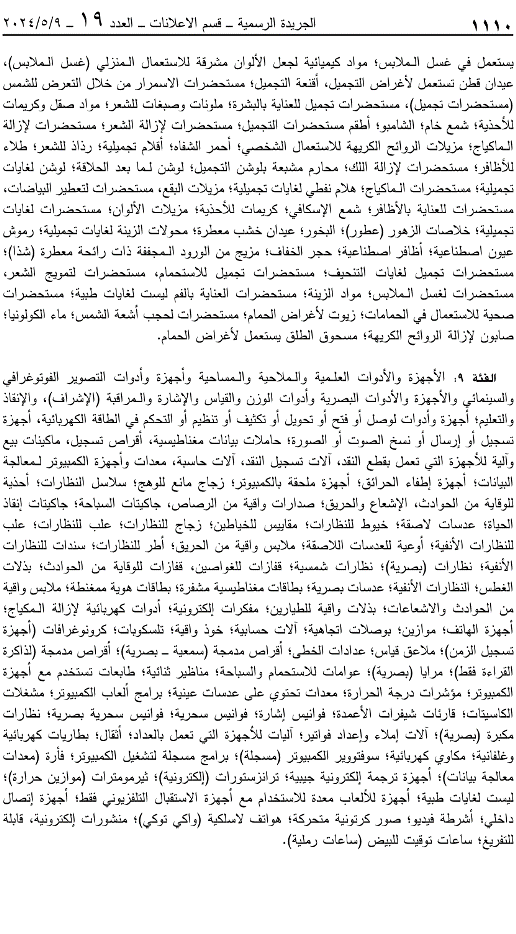 ١١١٠
الجريدة الرسمية ــ قسم الاعلانات ــ العدد ١٩ ــ ٢٠٢٤/٥/٩
يستعمل في غسل الـملابس؛ مواد كيميائية لجعل الألوان مشرقة للاستعمال الـمنزلي (غسل الـملابس)،
عيدان قطن تستعمل لأغراض التجميل، أقنعة التجميل؛ مستحضرات الاسمرار من خلال التعرض للشمس
(مستحضرات تجميل)، مستحضرات تجميل للعناية بالبشرة؛ ملونات وصبغات للشعر؛ مواد صقل وكريمات
للأحذية؛ شمع خام؛ الشامبو؛ أطقم مستحضرات التجميل؛ مستحضرات لإزالة الشعر؛ مستحضرات لإزالة
الـماكياج؛ مزيلات الروائح الكريهة للاستعمال الشخصي؛ أحمر الشفاه؛ أقلام تجميلية؛ رذاذ للشعر؛ طلاء
للأظافر؛ مستحضرات لإزالة اللك؛ محارم مشبعة بلوشن التجميل؛ لوشن لـما بعد الحلاقة؛ لوشن لغايات
تجميلية؛ مستحضرات الـماكياج؛ هلام نفطي لغايات تجميلية؛ مزيلات البقع، مستحضرات لتعطير البياضات،
مستحضرات للعناية بالأظافر؛ شمع الإسكافي؛ كريمات للأحذية؛ مزيلات الألوان؛ مستحضرات لغايات
تجميلية؛ خلاصات الزهور (عطور)؛ البخور؛ عيدان خشب معطرة؛ محولات الزينة لغايات تجميلية؛ رموش
عيون اصطناعية؛ أظافر اصطناعية؛ حجر الخفاف؛ مزيج من الورود الـمجففة ذات رائحة معطرة (شذا)؛
مستحضرات تجميل لغايات التنحيف؛ مستحضرات تجميل للاستحمام، مستحضرات لتمويج الشعر،
مستحضرات لغسل الـملابس؛ مواد الزينة؛ مستحضرات العناية بالفم ليست لغايات طبية؛ مستحضرات
صحية للاستعمال في الحمامات؛ زيوت لأغراض الحمام؛ مستحضرات لحجب أشعة الشمس؛ ماء الكولونيا؛
صابون لإزالة الروائح الكريهة؛ مسحوق الطلق يستعمل لأغراض الحمام.
الفئة ٩: الأجهزة والأدوات العلـمية والـملاحية والـمساحية وأجهزة وأدوات التصوير الفوتوغرافي
والسينمائي والأجهزة والأدوات البصرية وأدوات الوزن والقياس والإشارة والـمراقبة (الإشراف)، والإنقاذ
والتعليم؛ أجهزة وأدوات لوصل أو فتح أو تحويل أو تكثيف أو تنظيم أو التحكم في الطاقة الكهربائية، أجهزة
تسجيل أو إرسال أو نسخ الصوت أو الصورة؛ حاملات بيانات مغناطيسية، أقراص تسجيل، ماكينات بيع
وآلية للأجهزة التي تعمل بقطع النقد، آلات تسجيل النقد، آلات حاسبة، معدات وأجهزة الكمبيوتر لـمعالجة
البيانات؛ أجهزة إطفاء الحرائق؛ أجهزة ملحقة بالكمبيوتر؛ زجاج مانع للوهج؛ سلاسل النظارات؛ أحذية
للوقاية من الحوادث، الإشعاع والحريق؛ صدارات واقية من الرصاص، جاكيتات السباحة؛ جاكيتات إنقاذ
الحياة؛ عدسات لاصقة؛ خيوط للنظارات؛ مقاييس للخياطين؛ زجاج للنظارات؛ علب للنظارات؛ علب
للنظارات الأنفية؛ أوعية للعدسات اللاصقة؛ ملابس واقية من الحريق؛ أطر للنظارات؛ سندات للنظارات
الأنفية؛ نظارات (بصرية)؛ نظارات شمسية؛ قفازات للغواصين، قفازات للوقاية من الحوادث؛ بذلات
الغطس؛ النظارات الأنفية؛ عدسات بصرية؛ بطاقات مغناطيسية مشفرة؛ بطاقات هوية ممغنطة؛ ملابس واقية
من الحوادث والاشعاعات؛ بذلات واقية للطيارين؛ مفكرات إلكترونية؛ أدوات كهربائية لإزالة الـمكياج؛
أجهزة الهاتف؛ موازين؛ بوصلات اتجاهية؛ آلات حسابية؛ خوذ واقية؛ تلسكوبات؛ كرونوغرافات (أجهزة
تسجيل الزمن)؛ ملاعق قياس؛ عدادات الخطى؛ أقراص مدمجة (سمعية ــ بصرية)؛ أقراص مدمجة (لذاكرة
القراءة فقط)؛ مرايا (بصرية)؛ عوامات للاستحمام والسباحة؛ مناظير ثنائية؛ طابعات تستخدم مع أجهزة
الكمبيوتر؛ مؤشرات درجة الحرارة؛ معدات تحتوي على عدسات عينية؛ برامج ألعاب الكمبيوتر؛ مشغلات
الكاسيتات؛ قارئات شيفرات الأعمدة؛ فوانيس إشارة؛ فوانيس سحرية؛ فوانيس سحرية بصرية؛ نظارات
مكبرة (بصرية)؛ آلات إملاء وإعداد فواتير؛ آليات للأجهزة التي تعمل بالعداد؛ أثقال؛ بطاريات كهربائية
وغلفانية؛ مكاوي كهربائية؛ سوفتووير الكمبيوتر (مسجلة)؛ برامج مسجلة لتشغيل الكمبيوتر؛ فأرة (معدات
معالجة بيانات)؛ أجهزة ترجمة إلكترونية جيبية؛ ترانزستورات (إلكترونية)؛ ثيرمومترات (موازين حرارة)؛
ليست لغايات طبية؛ أجهزة للألعاب معدة للاستخدام مع أجهزة الاستقبال التلفزيوني فقط؛ أجهزة إتصال
داخلي؛ أشرطة فيديو؛ صور كرتونية متحركة؛ هواتف لاسلكية (واكي توكي)؛ منشورات إلكترونية، قابلة
للتفريغ؛ ساعات توقيت للبيض (ساعات رملية).